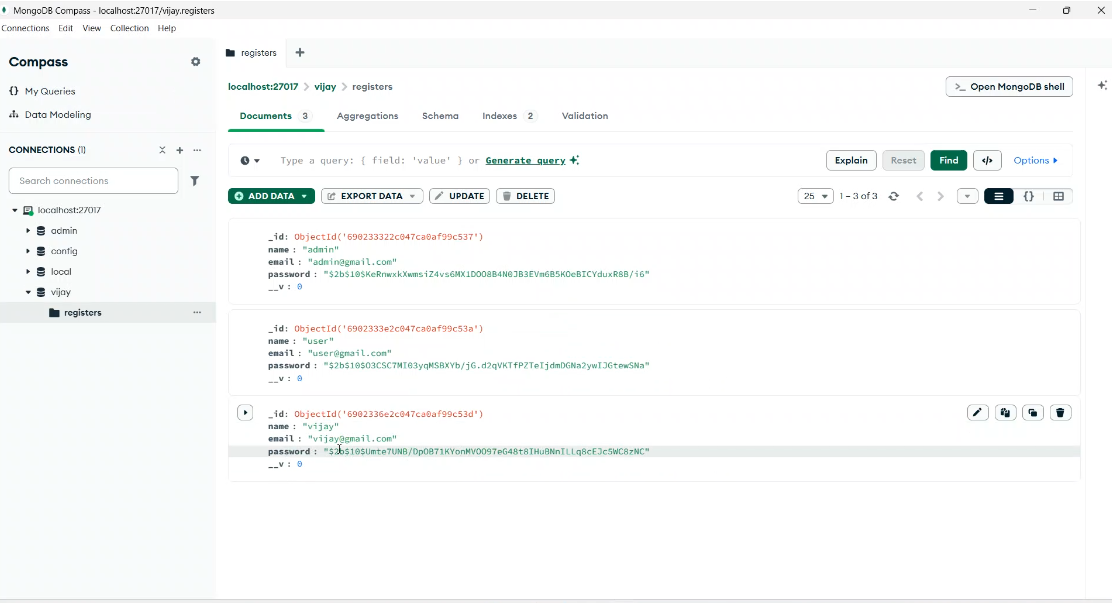 MongoDB Compass - localhost:27017/vijay.registers
Connections Edit View Collection Help
Compass
My Queries
Data Modeling
CONNECTIONS (1)
Search connections
localhost:27017
admin
config
local
vijay
registers
registers
localhost:27017 > vijay > registers
>_ Open MongoDB shell
Documents 3 Aggregations Schema Indexes 2 Validation
Type a query: { field: 'value' } or Generate query
Explain Reset Find </> Options
ADD DATA EXPORT DATA UPDATE DELETE
25 1 – 3 of 3 {}
_id: ObjectId('690233322c047ca0af99c537')
name : "admin"
email : "admin@gmail.com"
password : "$2b$10$KeRnwxkXwmsiZ4vs6MX1DOO8B4N0JB3EVm6B5KOeBICYduxR8B/i6"
__v : 0
_id: ObjectId('6902333e2c047ca0af99c53a')
name : "user"
email : "user@gmail.com"
password : "$2b$10$O3CSC7MI03yqMSBXYb/jG.d2qVKTfPZTeIjdmDGNa2ywIJGtewSNa"
__v : 0
_id: ObjectId('6902336e2c047ca0af99c53d')
name : "vijay"
email : "vijay@gmail.com"
password : "$2b$10$Umte7UNB/DpOB71KYonMVOO97eG48t8IHuBNnILLq8cEJc5WC8zNC"
__v : 0